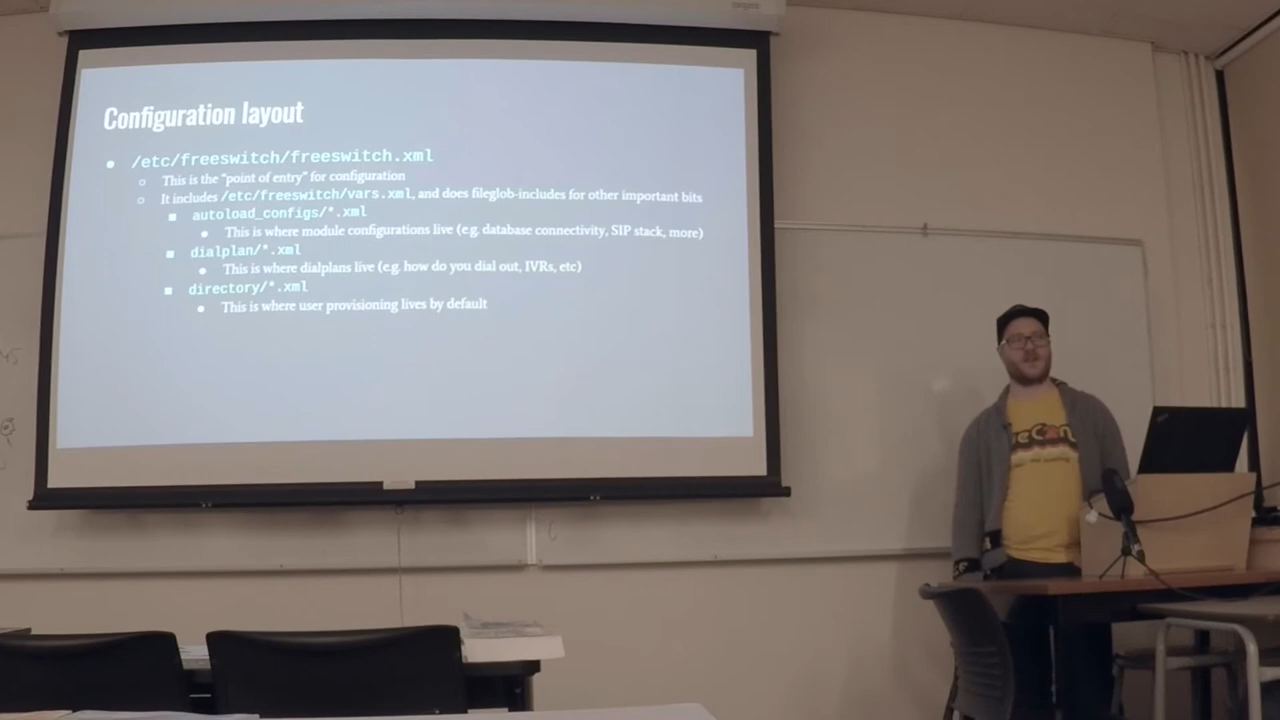 Configuration layout
● /etc/freeswitch/freeswitch.xml
○ This is the “point of entry” for configuration
○ It includes /etc/freeswitch/vars.xml, and does fileglob-includes for other important bits
■ autoload_configs/*.xml
● This is where module configurations live (e.g. database connectivity, SIP stack, more)
■ dialplan/*.xml
● This is where dialplans live (e.g. how do you dial out, IVRs, etc)
■ directory/*.xml
● This is where user provisioning lives by default